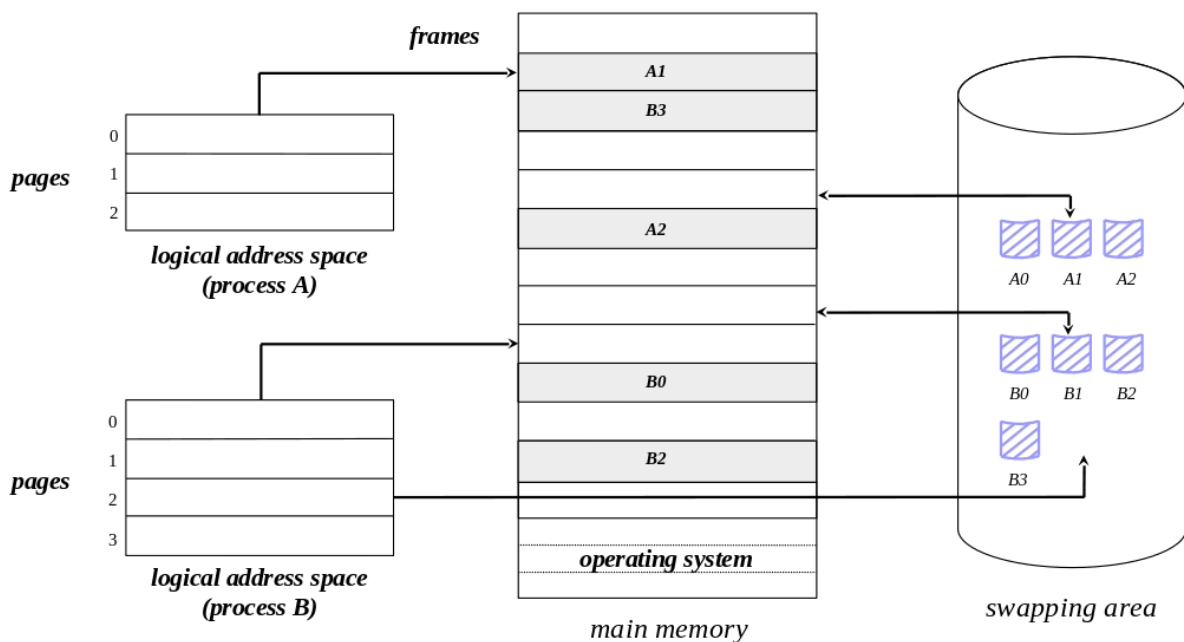 frames
A1
B3
0
1
2
pages
logical address space
(process A)
A2
A0 A1 A2
B0
B0 B1 B2
0
1
2
3
pages
B2
B3
logical address space
(process B)
operating system
main memory
swapping area